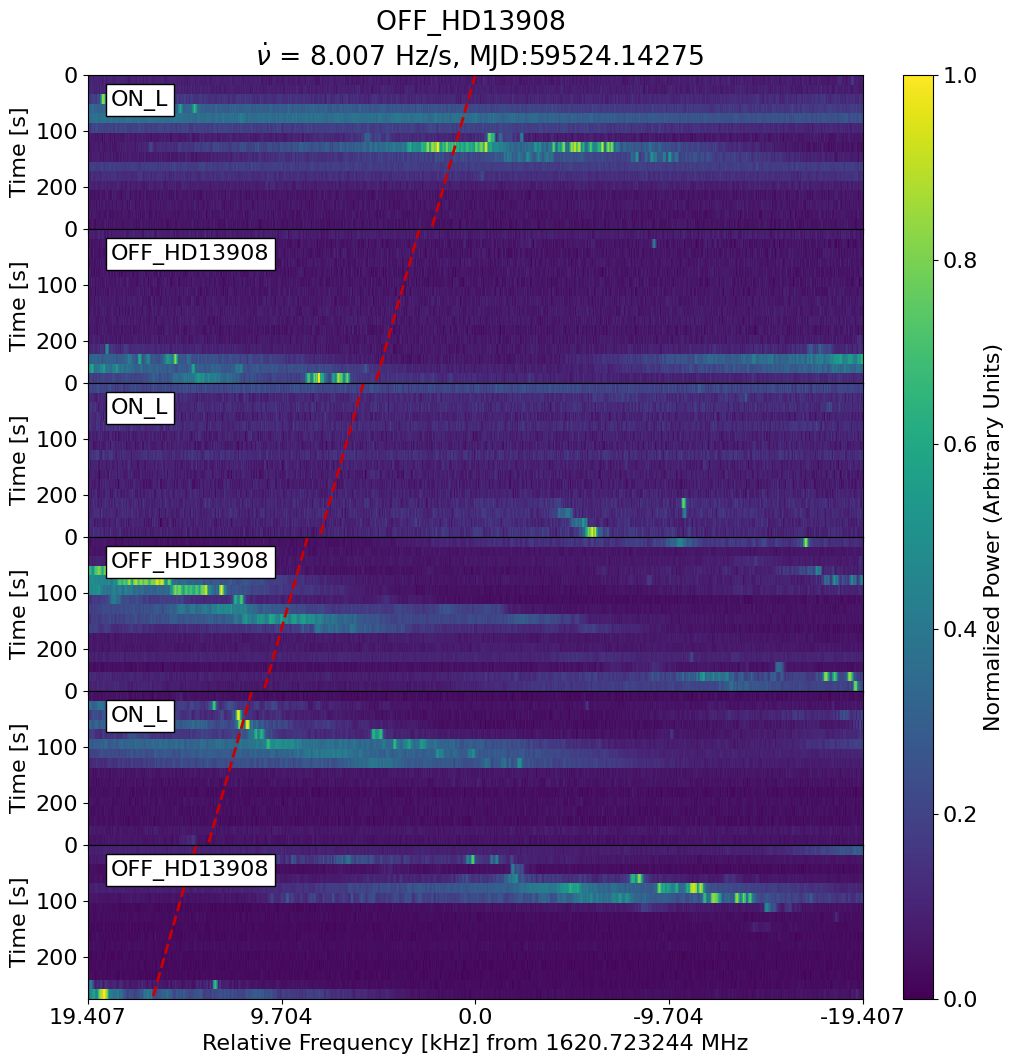 OFF_HD13908
ν̇ = 8.007 Hz/s, MJD:59524.14275
ON_L
OFF_HD13908
ON_L
OFF_HD13908
ON_L
OFF_HD13908
Time [s]
0
100
200
Time [s]
0
100
200
Time [s]
0
100
200
Time [s]
0
100
200
Time [s]
0
100
200
Time [s]
0
100
200
19.407 9.704 0.0 -9.704 -19.407
Relative Frequency [kHz] from 1620.723244 MHz
1.0
0.8
0.6
0.4
0.2
0.0
Normalized Power (Arbitrary Units)